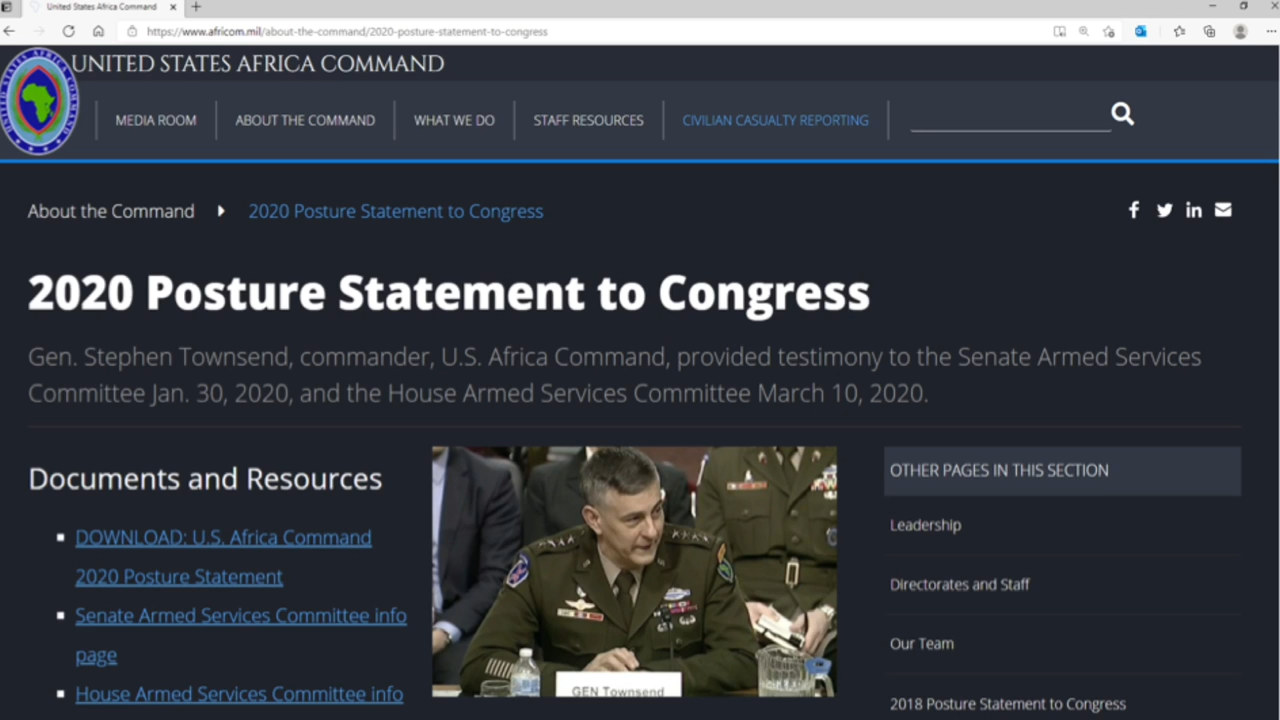 United States Africa Command
https://www.africom.mil/about-the-command/2020-posture-statement-to-congress
UNITED STATES AFRICA COMMAND
MEDIA ROOM
ABOUT THE COMMAND
WHAT WE DO
STAFF RESOURCES
CIVILIAN CASUALTY REPORTING
About the Command
2020 Posture Statement to Congress
2020 Posture Statement to Congress
Gen. Stephen Townsend, commander, U.S. Africa Command, provided testimony to the Senate Armed Services
Committee Jan. 30, 2020, and the House Armed Services Committee March 10, 2020.
Documents and Resources
DOWNLOAD: U.S. Africa Command
2020 Posture Statement
Senate Armed Services Committee info
page
House Armed Services Committee info
GEN Townsend
OTHER PAGES IN THIS SECTION
Leadership
Directorates and Staff
Our Team
2018 Posture Statement to Congress